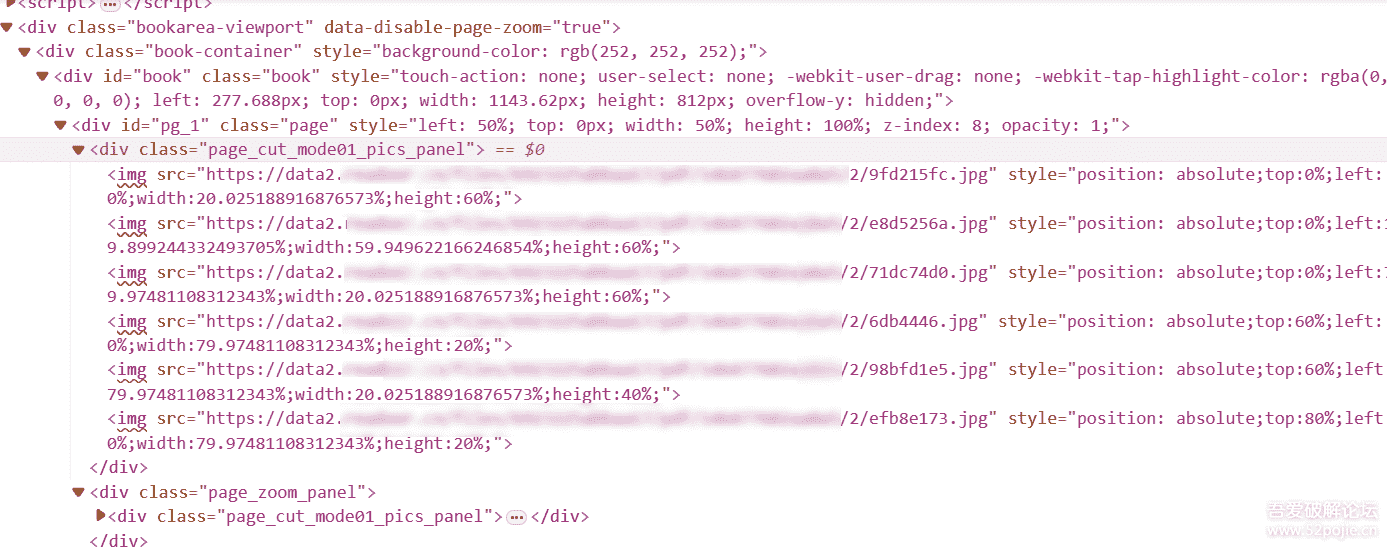 <script> ⋯ </script>
<div class="bookarea-viewport" data-disable-page-zoom="true">
<div class="book-container" style="background-color: rgb(252, 252, 252);">
<div id="book" class="book" style="touch-action: none; user-select: none; -webkit-user-drag: none; -webkit-tap-highlight-color: rgba(0,
0, 0, 0); left: 277.688px; top: 0px; width: 1143.62px; height: 812px; overflow-y: hidden;">
<div id="pg_1" class="page" style="left: 50%; top: 0px; width: 50%; height: 100%; z-index: 8; opacity: 1;">
<div class="page_cut_mode01_pics_panel"> == $0
<img src="https://data2. /2/9fd215fc.jpg" style="position: absolute;top:0%;left:
0%;width:20.025188916876573%;height:60%;">
<img src="https://data2. /2/e8d5256a.jpg" style="position: absolute;top:0%;left:1
9.899244332493705%;width:59.949622166246854%;height:60%;">
<img src="https://data2. /2/71dc74d0.jpg" style="position: absolute;top:0%;left:7
9.97481108312343%;width:20.025188916876573%;height:60%;">
<img src="https://data2. /2/6db4446.jpg" style="position: absolute;top:60%;left:
0%;width:79.97481108312343%;height:20%;">
<img src="https://data2. /2/98bfd1e5.jpg" style="position: absolute;top:60%;left:
79.97481108312343%;width:20.025188916876573%;height:40%;">
<img src="https://data2. /2/efb8e173.jpg" style="position: absolute;top:80%;left:
0%;width:79.97481108312343%;height:20%;">
</div>
<div class="page_zoom_panel">
<div class="page_cut_mode01_pics_panel"> ⋯ </div>
</div>
吾爱破解论坛
www.52pojie.cn